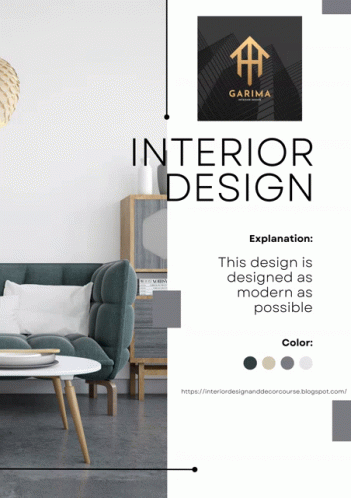 GARIMA
INTERIOR
DESIGN
Explanation:
This design is
designed as
modern as
possible
Color:
https://interiordesignanddecorcourse.blogspot.com/